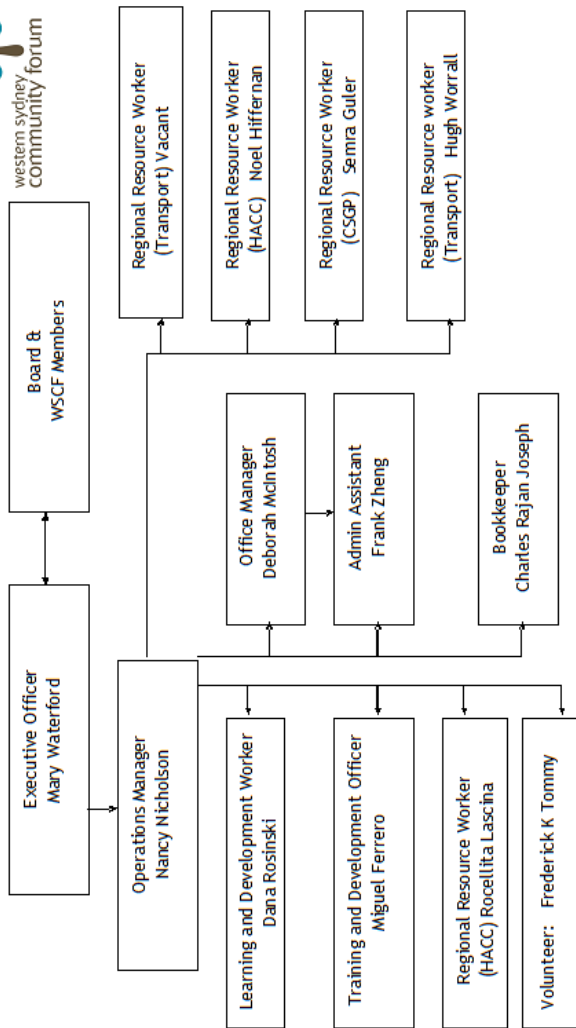 western sydney
community forum
Executive Officer
Mary Waterford
Board &
WSCF Members
Operations Manager
Nancy Nicholson
Learning and Development Worker
Dana Rosinski
Training and Development Officer
Miguel Ferrero
Regional Resource Worker
(HACC) Rocellita Lascina
Volunteer: Frederick K Tommy
Office Manager
Deborah McIntosh
Admin Assistant
Frank Zheng
Bookkeeper
Charles Rajan Joseph
Regional Resource Worker
(Transport) Vacant
Regional Resource Worker
(HACC) Noel Hiffernan
Regional Resource Worker
(CSGP) Semra Guler
Regional Resource worker
(Transport) Hugh Worrall